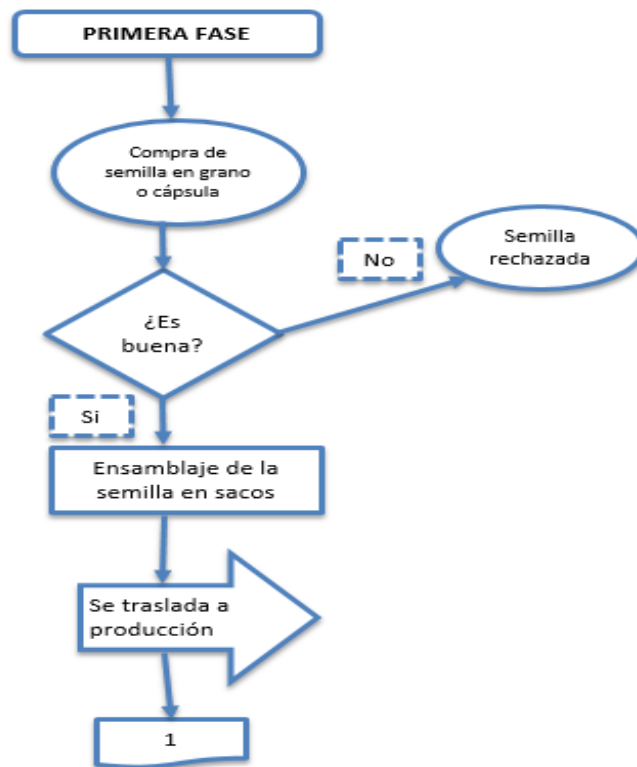 PRIMERA FASE
Compra de
semilla en grano
o cápsula
No
Semilla
rechazada
¿Es
buena?
Si
Ensamblaje de la
semilla en sacos
Se traslada a
producción
1